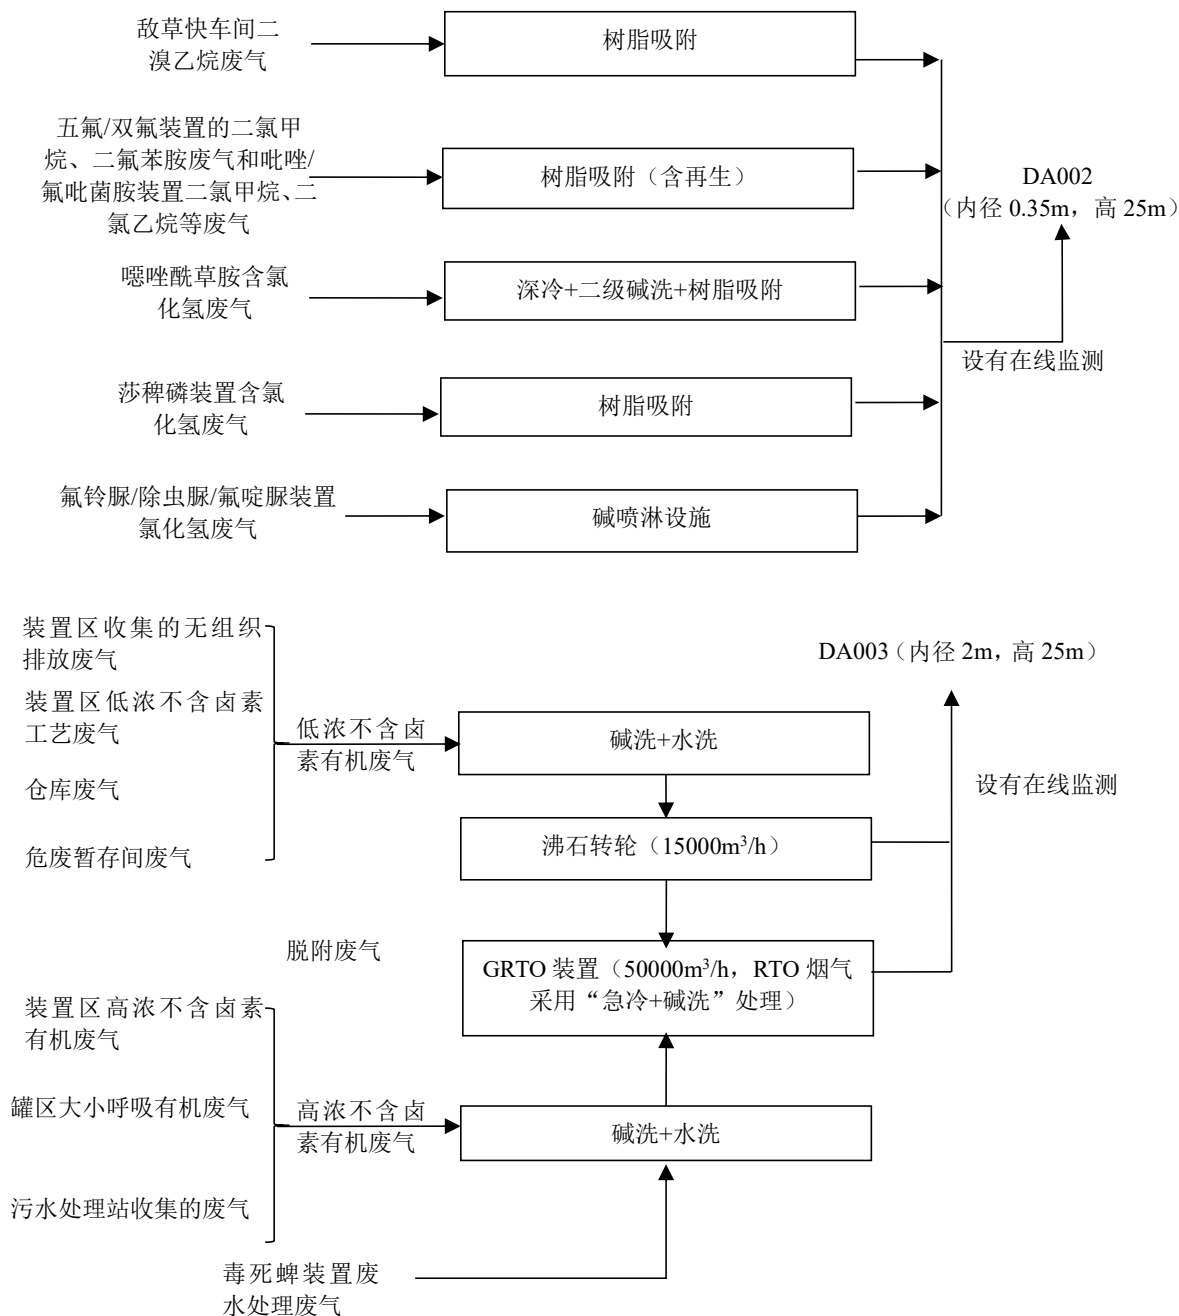 敌草快车间二
溴乙烷废气
树脂吸附
五氟/双氟装置的二氯甲
烷、二氟苯胺废气和吡唑/
氟吡菌胺装置二氯甲烷、二
氯乙烷等废气
树脂吸附（含再生）
DA002
（内径 0.35m，高 25m）
噁唑酰草胺含氯
化氢废气
深冷+二级碱洗+树脂吸附
设有在线监测
莎稗磷装置含氯
化氢废气
树脂吸附
氟铃脲/除虫脲/氟啶脲装置
氯化氢废气
碱喷淋设施
装置区收集的无组织
排放废气
DA003（内径 2m，高 25m）
装置区低浓不含卤素
工艺废气
低浓不含卤
素有机废气
碱洗+水洗
仓库废气
设有在线监测
危废暂存间废气
沸石转轮（15000m³/h）
脱附废气
GRTO 装置（50000m³/h，RTO 烟气
采用“急冷+碱洗”处理）
装置区高浓不含卤素
有机废气
罐区大小呼吸有机废气
高浓不含卤
素有机废气
碱洗+水洗
污水处理站收集的废气
毒死蜱装置废
水处理废气